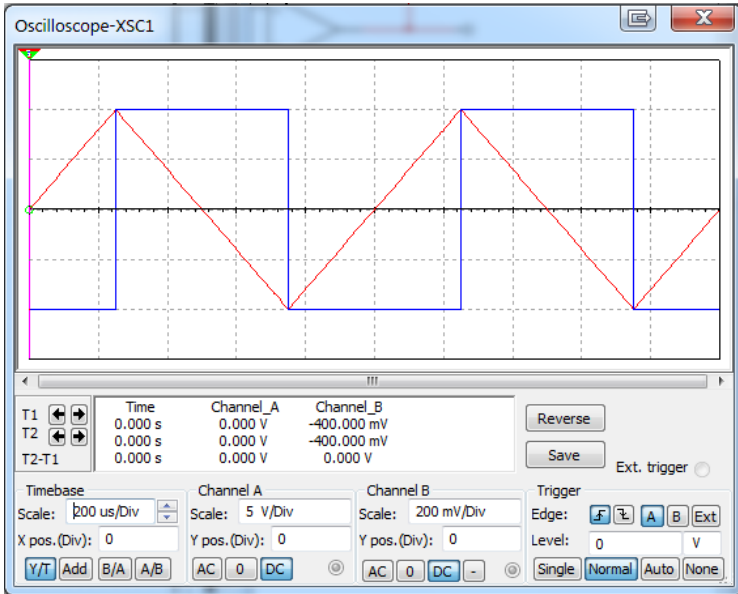 Oscilloscope-XSC1
X
T1
T2
T2-T1
Time Channel_A Channel_B
0.000 s 0.000 V -400.000 mV
0.000 s 0.000 V -400.000 mV
0.000 s 0.000 V 0.000 V
Reverse
Save
Ext. trigger
Timebase
Scale: 200 us/Div
X pos.(Div): 0
Y/T Add B/A A/B
Channel A
Scale: 5 V/Div
Y pos.(Div): 0
AC 0 DC
Channel B
Scale: 200 mV/Div
Y pos.(Div): 0
AC 0 DC -
Trigger
Edge: A B Ext
Level: 0 V
Single Normal Auto None